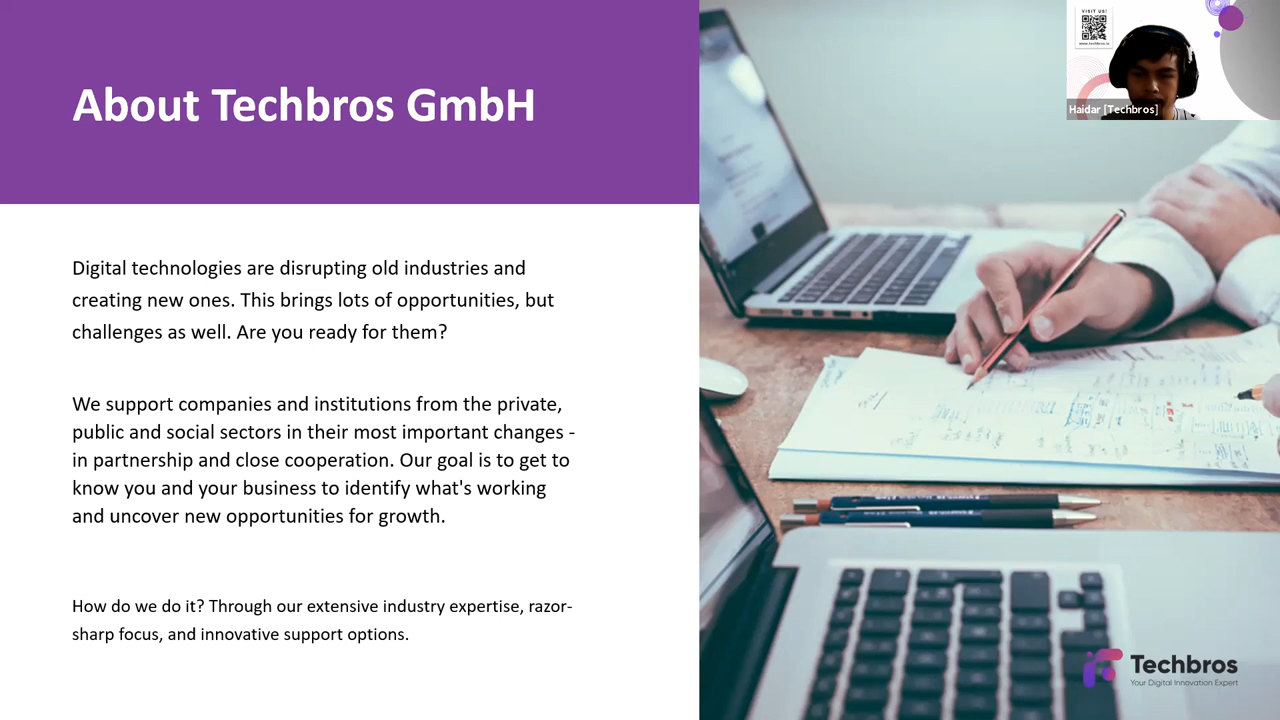 About Techbros GmbH
Digital technologies are disrupting old industries and
creating new ones. This brings lots of opportunities, but
challenges as well. Are you ready for them?
We support companies and institutions from the private,
public and social sectors in their most important changes -
in partnership and close cooperation. Our goal is to get to
know you and your business to identify what's working
and uncover new opportunities for growth.
How do we do it? Through our extensive industry expertise, razor-
sharp focus, and innovative support options.
VISIT US!
Haidar [Techbros]
Techbros
Your Digital Innovation Expert